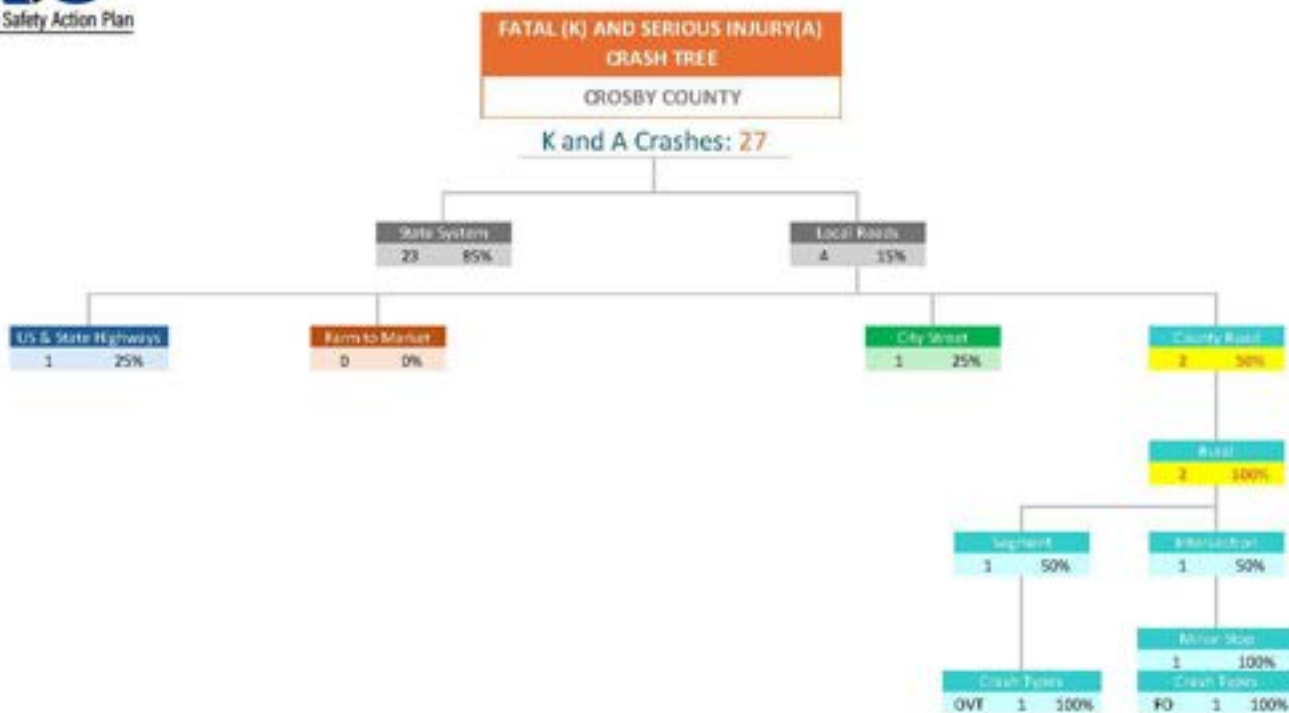 Safety Action Plan
FATAL (K) AND SERIOUS INJURY(A)
CRASH TREE
CROSBY COUNTY
K and A Crashes: 27
State System
23 85%
Local Roads
4 15%
US & State Highways
1 25%
Farm to Market
0 0%
City Street
1 25%
County Road
2 50%
Rural
2 100%
Segment
1 50%
Intersection
1 50%
Minor Stop
1 100%
Crash Types
OVT 1 100%
Crash Types
FO 1 100%